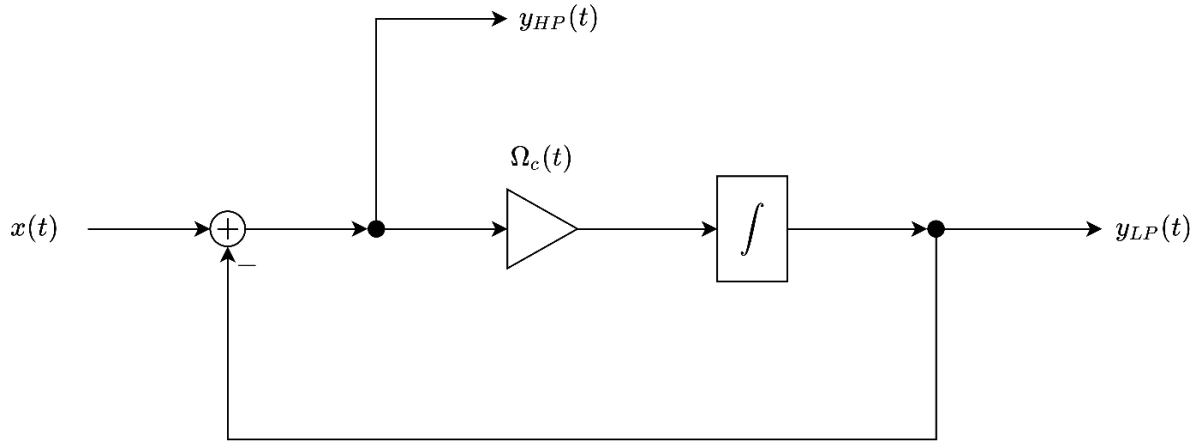 y_{HP}(t)
Ω_c(t)
x(t)
+
∫
y_{LP}(t)
−